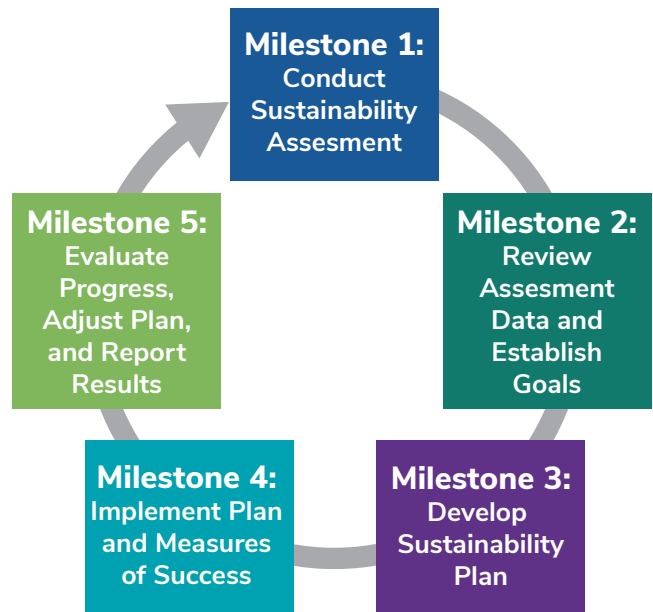 Milestone 1:
Conduct
Sustainability
Assesment
Milestone 2:
Review
Assesment
Data and
Establish
Goals
Milestone 3:
Develop
Sustainability
Plan
Milestone 4:
Implement Plan
and Measures
of Success
Milestone 5:
Evaluate
Progress,
Adjust Plan,
and Report
Results